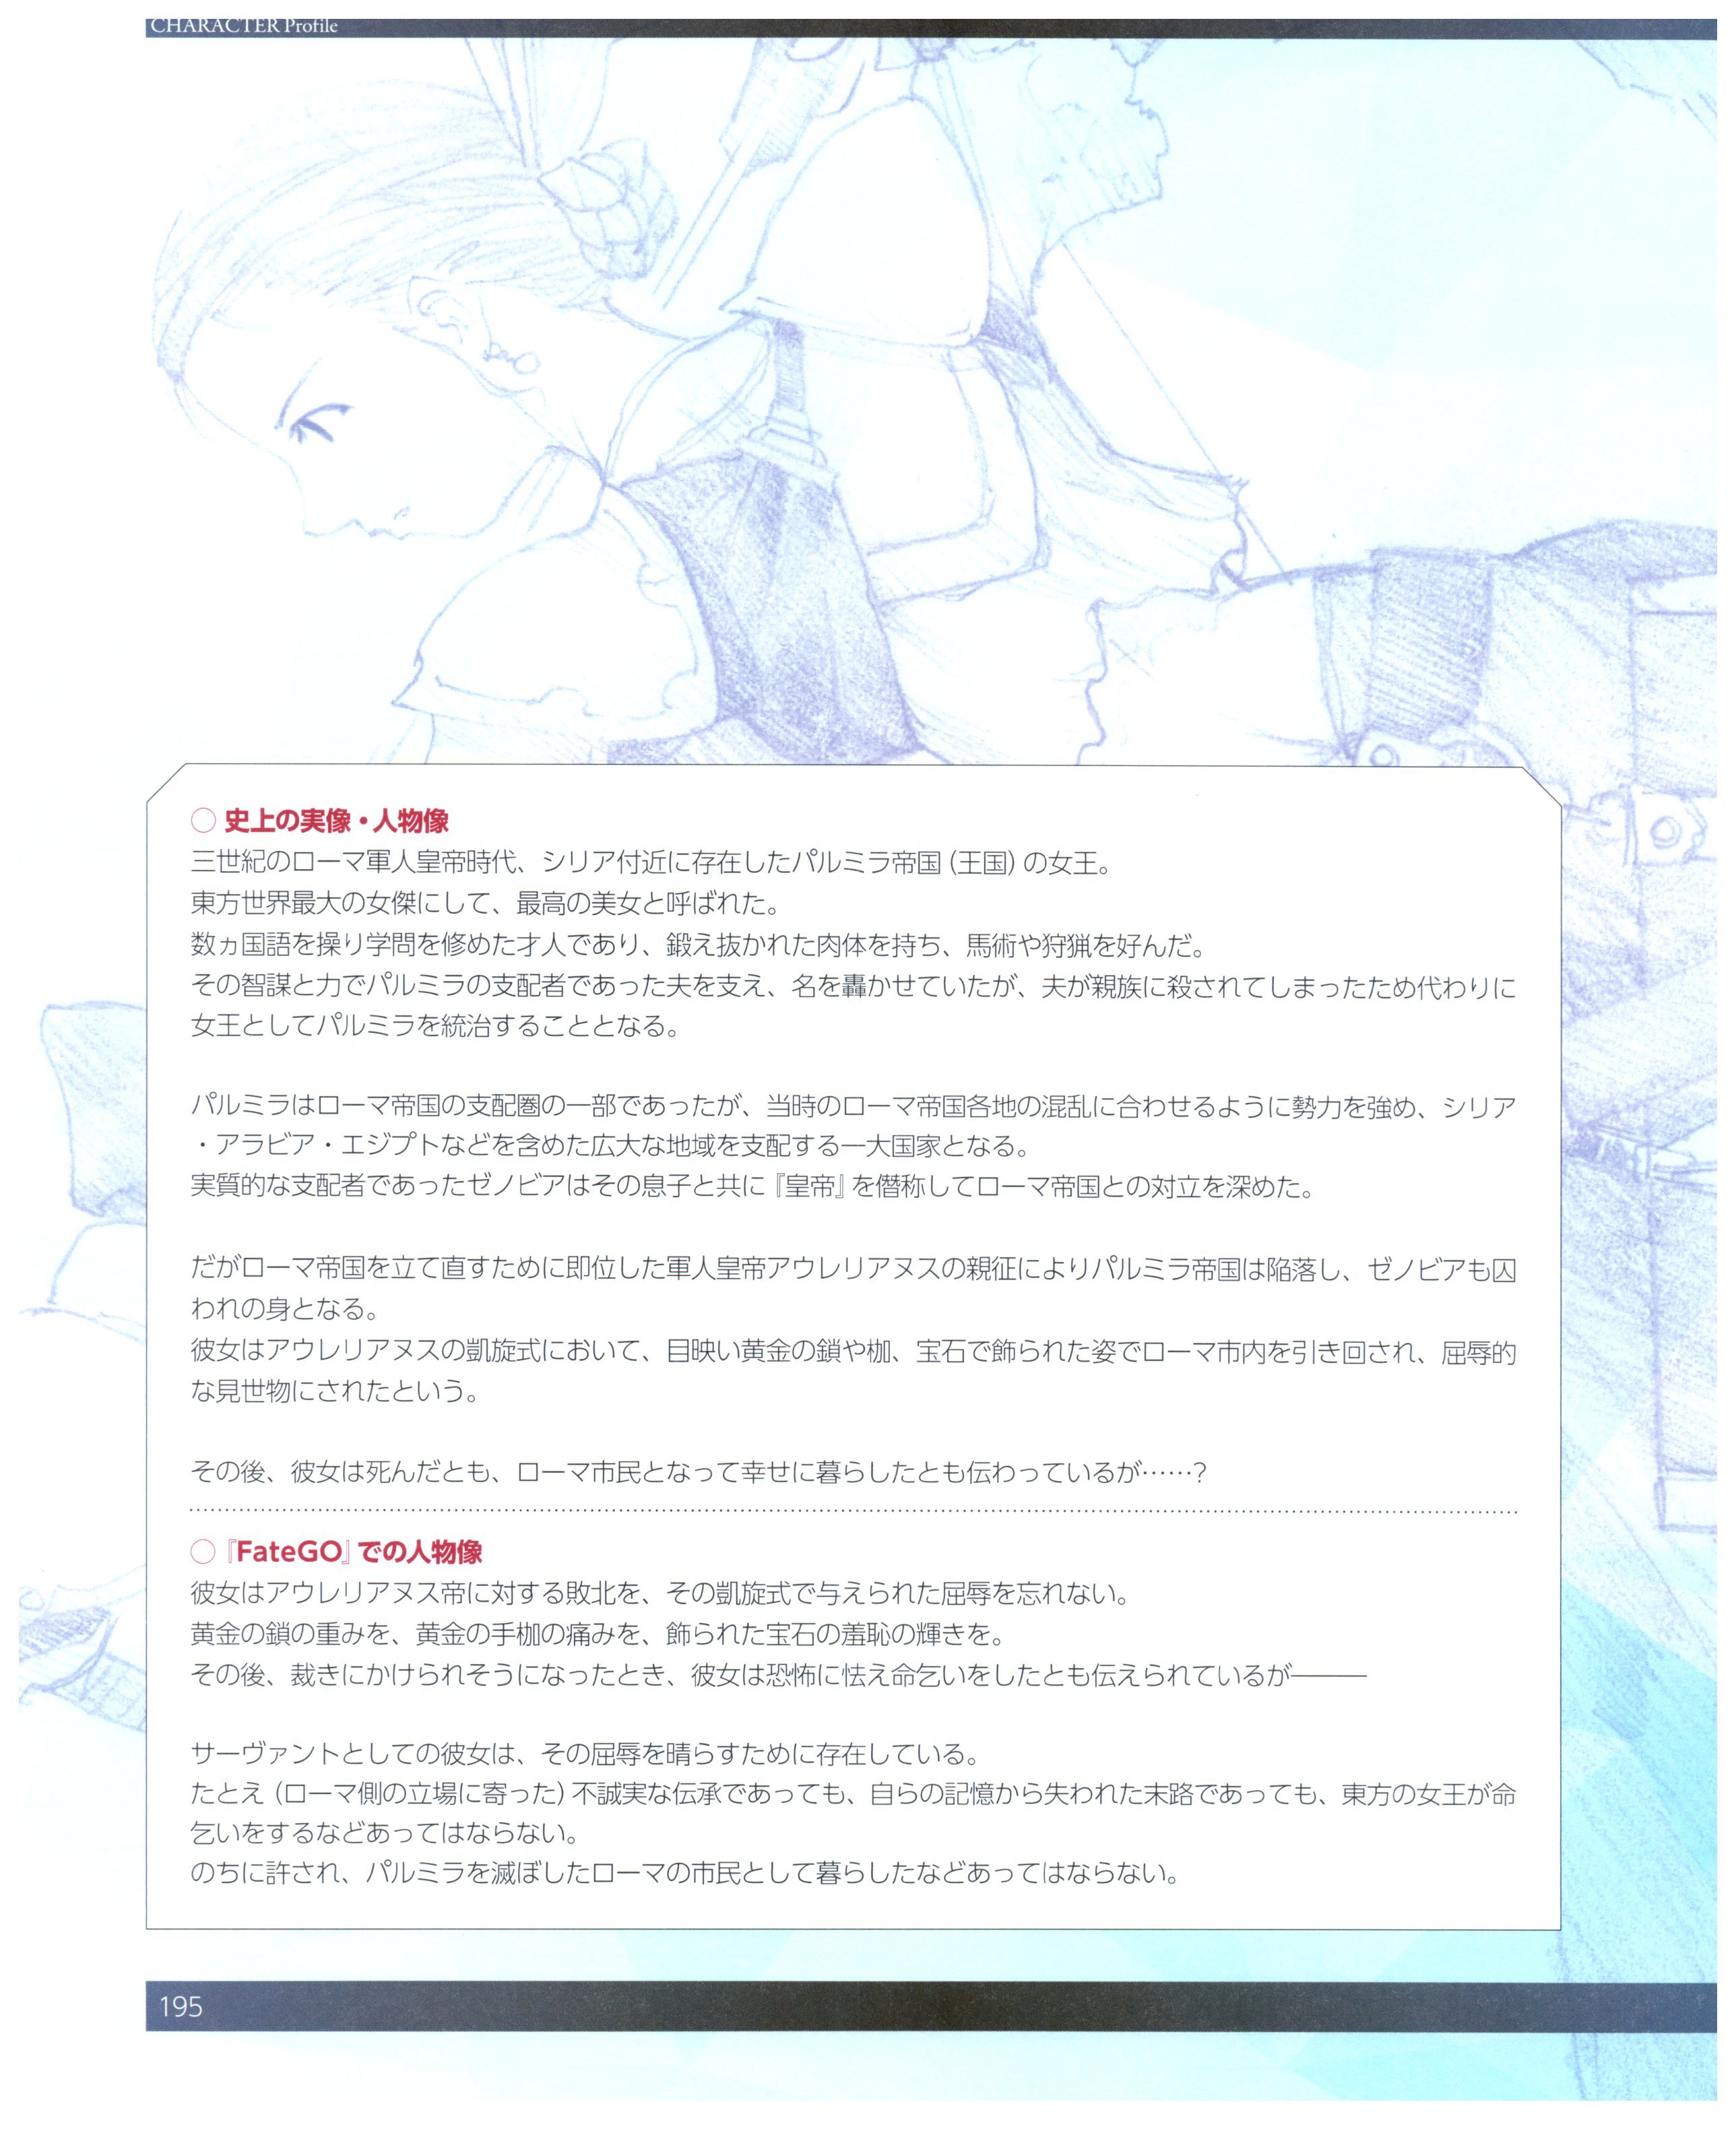 CHARACTER Profile
○ 史上の実像・人物像
三世紀のローマ軍人皇帝時代、シリア付近に存在したパルミラ帝国(王国)の女王。
東方世界最大の女傑にして、最高の美女と呼ばれた。
数ヵ国語を操り学問を修めた才人であり、鍛え抜かれた肉体を持ち、馬術や狩猟を好んだ。
その智謀と力でパルミラの支配者であった夫を支え、名を轟かせていたが、夫が親族に殺されてしまったため代わりに
女王としてパルミラを統治することとなる。
パルミラはローマ帝国の支配圏の一部であったが、当時のローマ帝国各地の混乱に合わせるように勢力を強め、シリア
・アラビア・エジプトなどを含めた広大な地域を支配する一大国家となる。
実質的な支配者であったゼノビアはその息子と共に『皇帝』を僭称してローマ帝国との対立を深めた。
だがローマ帝国を立て直すために即位した軍人皇帝アウレリアヌスの親征によりパルミラ帝国は陥落し、ゼノビアも囚
われの身となる。
彼女はアウレリアヌスの凱旋式において、目映い黄金の鎖や枷、宝石で飾られた姿でローマ市内を引き回され、屈辱的
な見世物にされたという。
その後、彼女は死んだとも、ローマ市民となって幸せに暮らしたとも伝わっているが……?
○『FateGO』での人物像
彼女はアウレリアヌス帝に対する敗北を、その凱旋式で与えられた屈辱を忘れない。
黄金の鎖の重みを、黄金の手枷の痛みを、飾られた宝石の羞恥の輝きを。
その後、裁きにかけられそうになったとき、彼女は恐怖に怯え命乞いをしたとも伝えられているが―――
サーヴァントとしての彼女は、その屈辱を晴らすために存在している。
たとえ(ローマ側の立場に寄った)不誠実な伝承であっても、自らの記憶から失われた末路であっても、東方の女王が命
乞いをするなどあってはならない。
のちに許され、パルミラを滅ぼしたローマの市民として暮らしたなどあってはならない。
195